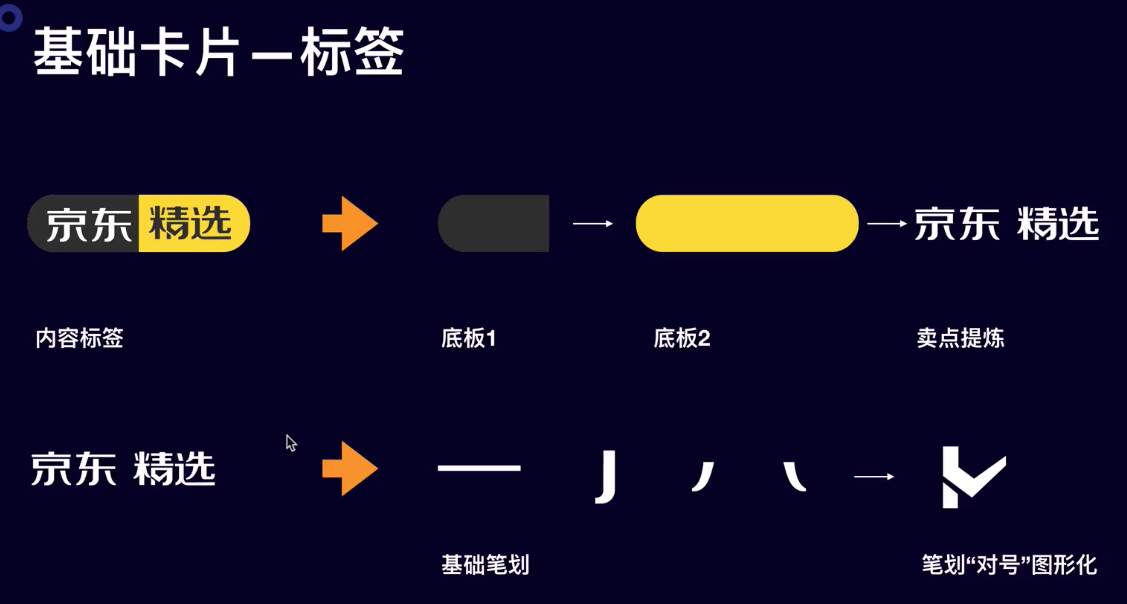 基础卡片—标签
京东 精选
京东 精选
内容标签
底板1
底板2
卖点提炼
京东 精选
基础笔划
笔划“对号”图形化